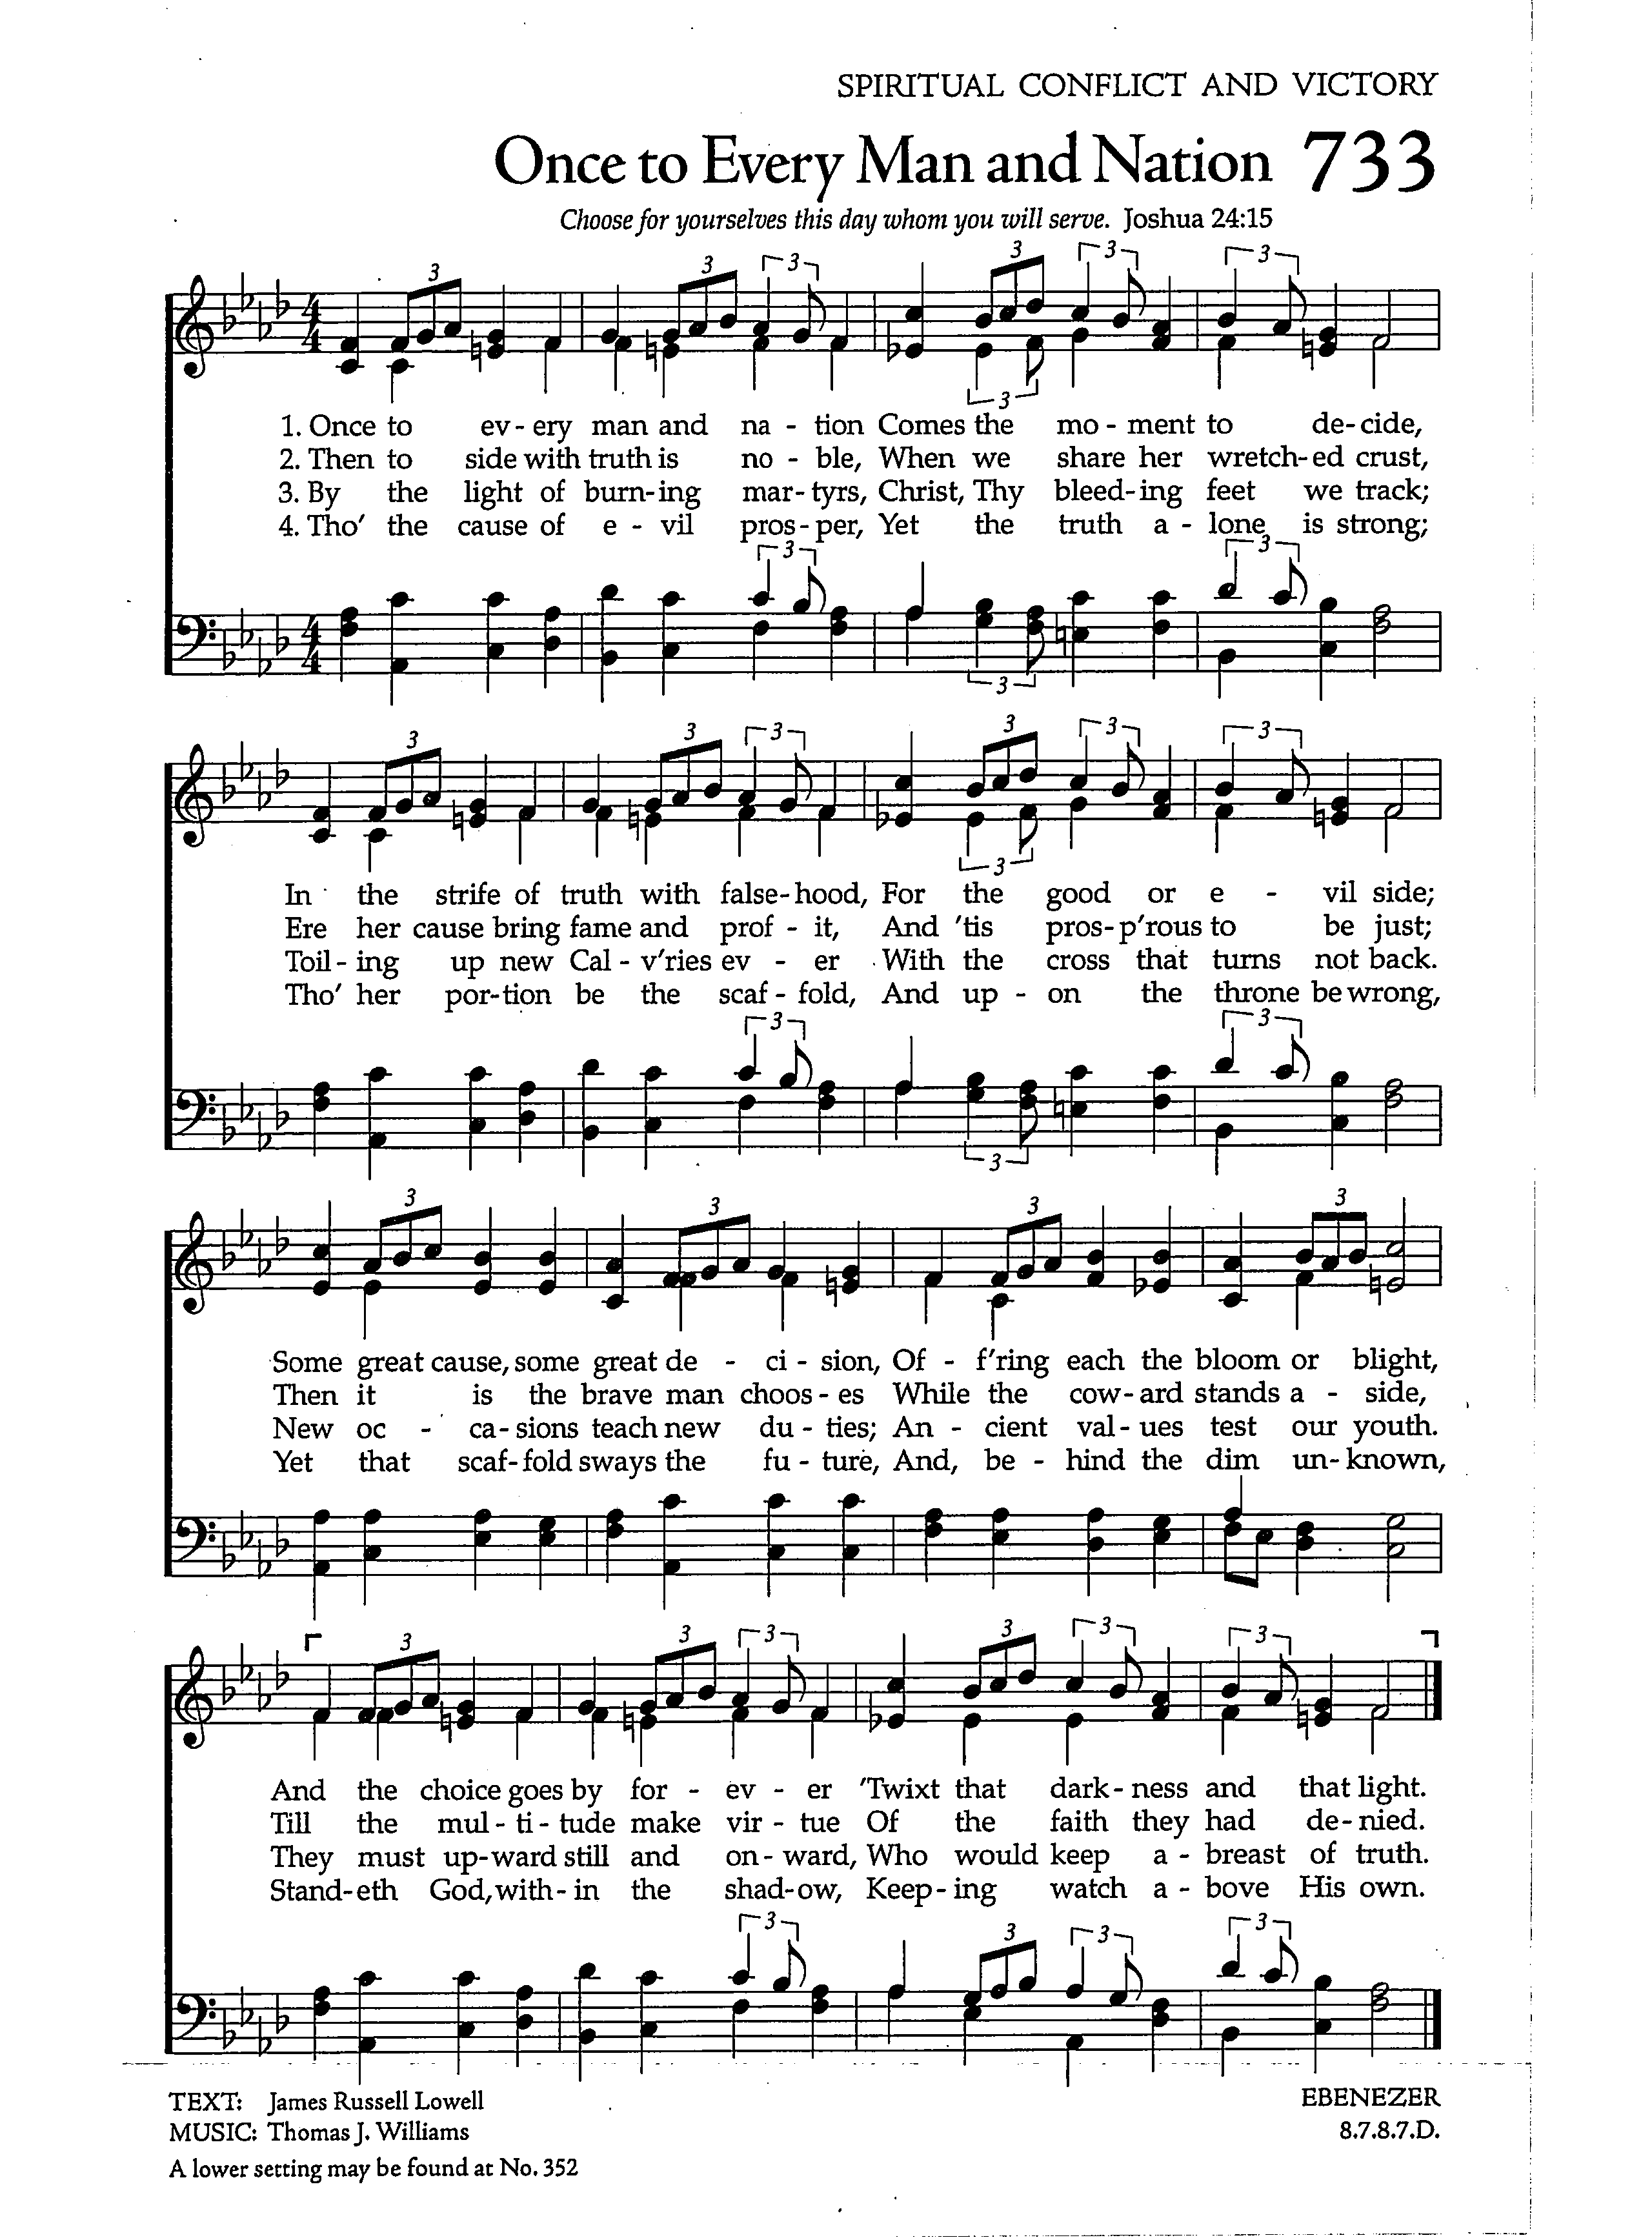 SPIRITUAL CONFLICT AND VICTORY
Once to Every Man and Nation 733
Choose for yourselves this day whom you will serve. Joshua 24:15
1. Once to ev - ery man and na - tion Comes the mo - ment to de - cide,
2. Then to side with truth is no - ble, When we share her wretch - ed crust,
3. By the light of burn - ing mar - tyrs, Christ, Thy bleed - ing feet we track;
4. Tho' the cause of e - vil pros - per, Yet the truth a - lone is strong;
In the strife of truth with false - hood, For the good or e - vil side;
Ere her cause bring fame and prof - it, And 'tis pros - p'rous to be just;
Toil - ing up new Cal - v'ries ev - er With the cross that turns not back.
Tho' her por - tion be the scaf - fold, And up - on the throne be wrong,
Some great cause, some great de - ci - sion, Of - f'ring each the bloom or blight,
Then it is the brave man choos - es While the cow - ard stands a - side,
New oc - ca - sions teach new du - ties; An - cient val - ues test our youth.
Yet that scaf - fold sways the fu - ture, And, be - hind the dim un - known,
And the choice goes by for - ev - er 'Twixt that dark - ness and that light.
Till the mul - ti - tude make vir - tue Of the faith they had de - nied.
They must up - ward still and on - ward, Who would keep a - breast of truth.
Stand - eth God, with - in the shad - ow, Keep - ing watch a - bove His own.
TEXT: James Russell Lowell
MUSIC: Thomas J. Williams
A lower setting may be found at No. 352
EBENEZER
8.7.8.7.D.